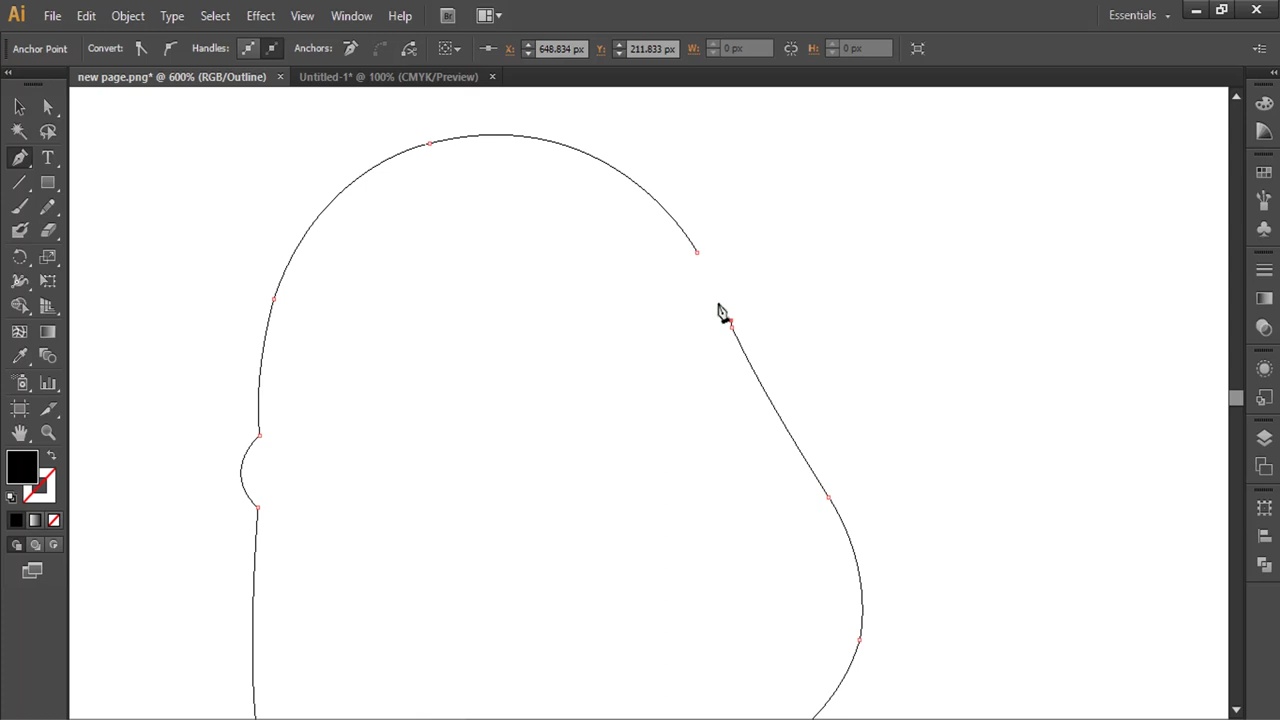 Ai File Edit Object Type Select Effect View Window Help Br Essentials
Anchor Point Convert: Handles: Anchors: X: 648.834 px Y: 211.833 px W: 0 px H: 0 px
new page.png* @ 600% (RGB/Outline) × Untitled-1* @ 100% (CMYK/Preview) ×
T